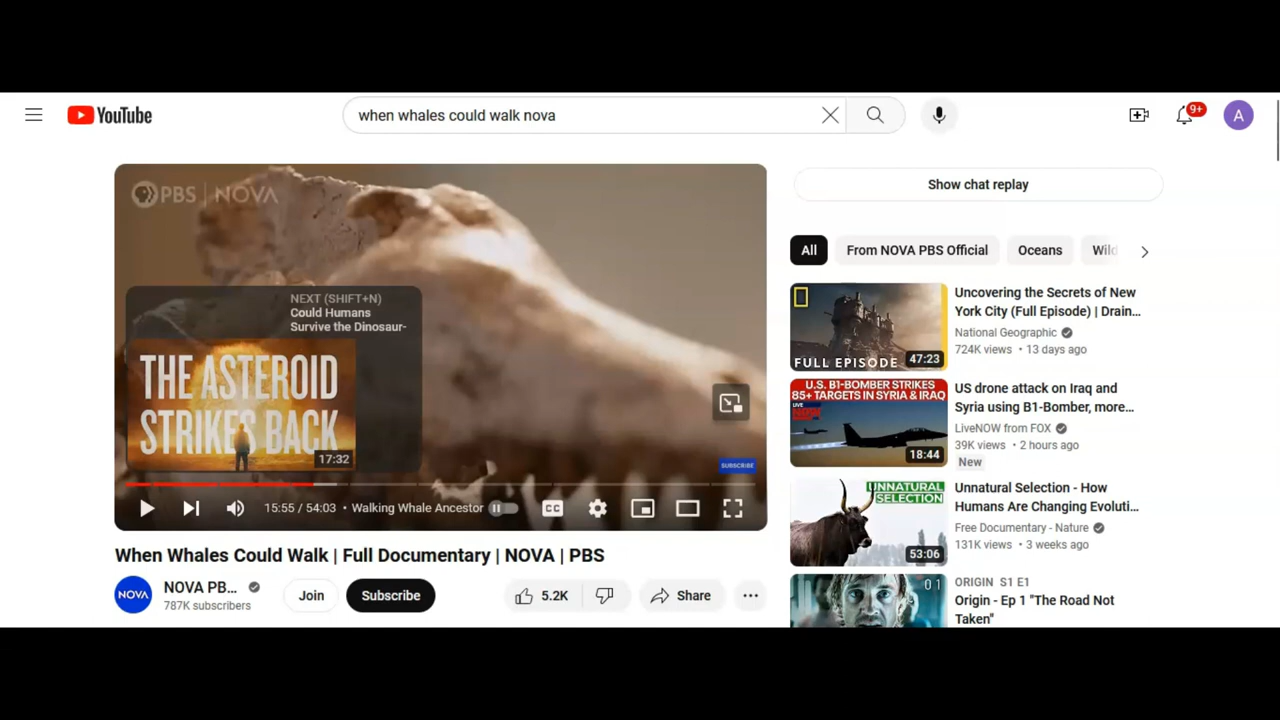 YouTube
when whales could walk nova
9+
A
PBS | NOVA
NEXT (SHIFT+N)
Could Humans
Survive the Dinosaur-
THE ASTEROID
STRIKES BACK
17:32
SUBSCRIBE
15:55 / 54:03 • Walking Whale Ancestor
CC
When Whales Could Walk | Full Documentary | NOVA | PBS
NOVA
NOVA PB...
787K subscribers
Join
Subscribe
5.2K
Share
Show chat replay
All
From NOVA PBS Official
Oceans
Wild
FULL EPISODE
47:23
Uncovering the Secrets of New
York City (Full Episode) | Drain...
National Geographic
724K views • 13 days ago
U.S. B1-BOMBER STRIKES
85+ TARGETS IN SYRIA & IRAQ
LIVE
NOW
18:44
US drone attack on Iraq and
Syria using B1-Bomber, more...
LiveNOW from FOX
39K views • 2 hours ago
New
UNNATURAL
SELECTION
53:06
Unnatural Selection - How
Humans Are Changing Evoluti...
Free Documentary - Nature
131K views • 3 weeks ago
01
ORIGIN S1 E1
Origin - Ep 1 "The Road Not
Taken"